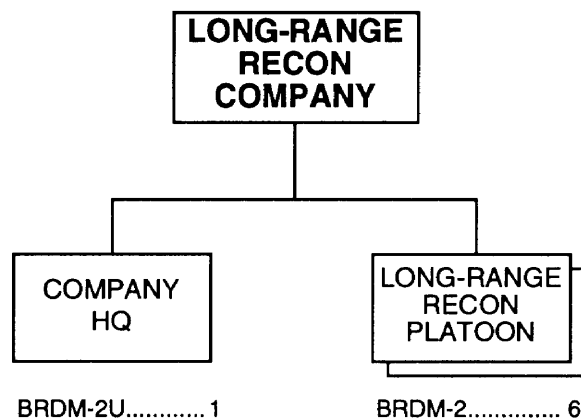 LONG-RANGE
RECON
COMPANY
COMPANY
HQ
LONG-RANGE
RECON
PLATOON
BRDM-2U............ 1
BRDM-2.............. 6